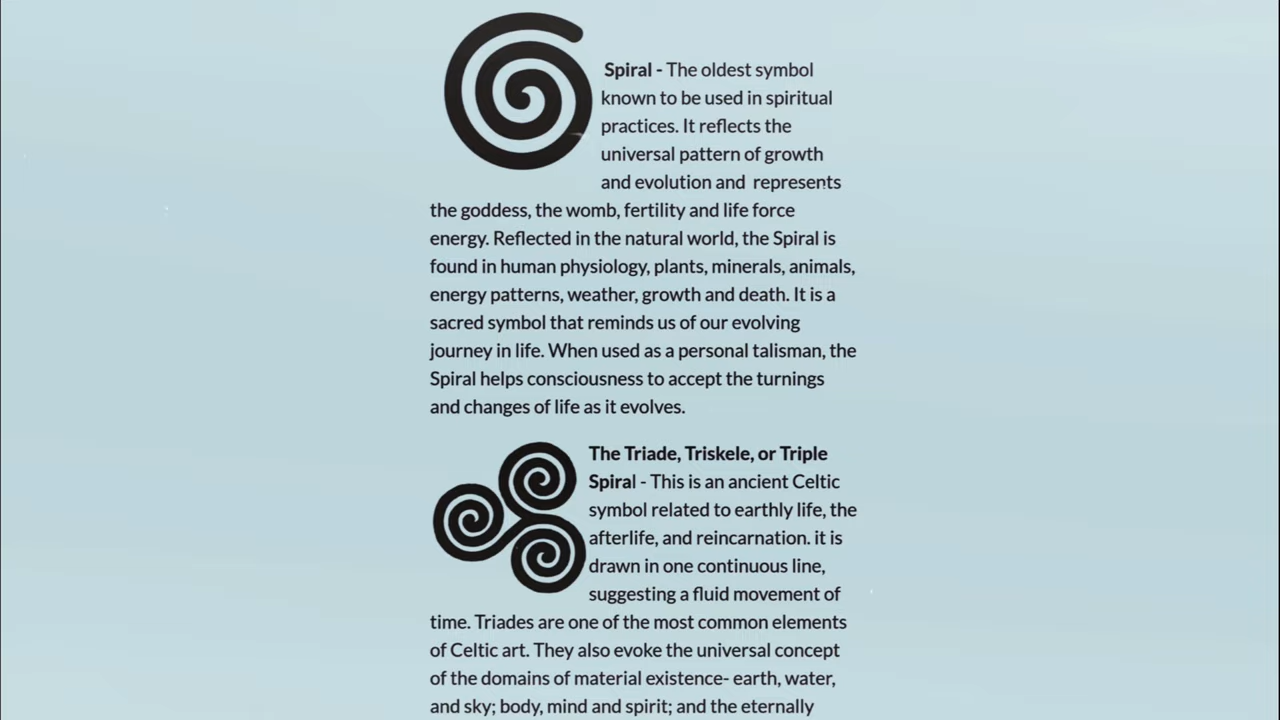 Spiral - The oldest symbol
known to be used in spiritual
practices. It reflects the
universal pattern of growth
and evolution and represents
the goddess, the womb, fertility and life force
energy. Reflected in the natural world, the Spiral is
found in human physiology, plants, minerals, animals,
energy patterns, weather, growth and death. It is a
sacred symbol that reminds us of our evolving
journey in life. When used as a personal talisman, the
Spiral helps consciousness to accept the turnings
and changes of life as it evolves.
The Triade, Triskele, or Triple
Spiral - This is an ancient Celtic
symbol related to earthly life, the
afterlife, and reincarnation. it is
drawn in one continuous line,
suggesting a fluid movement of
time. Triades are one of the most common elements
of Celtic art. They also evoke the universal concept
of the domains of material existence- earth, water,
and sky; body, mind and spirit; and the eternally